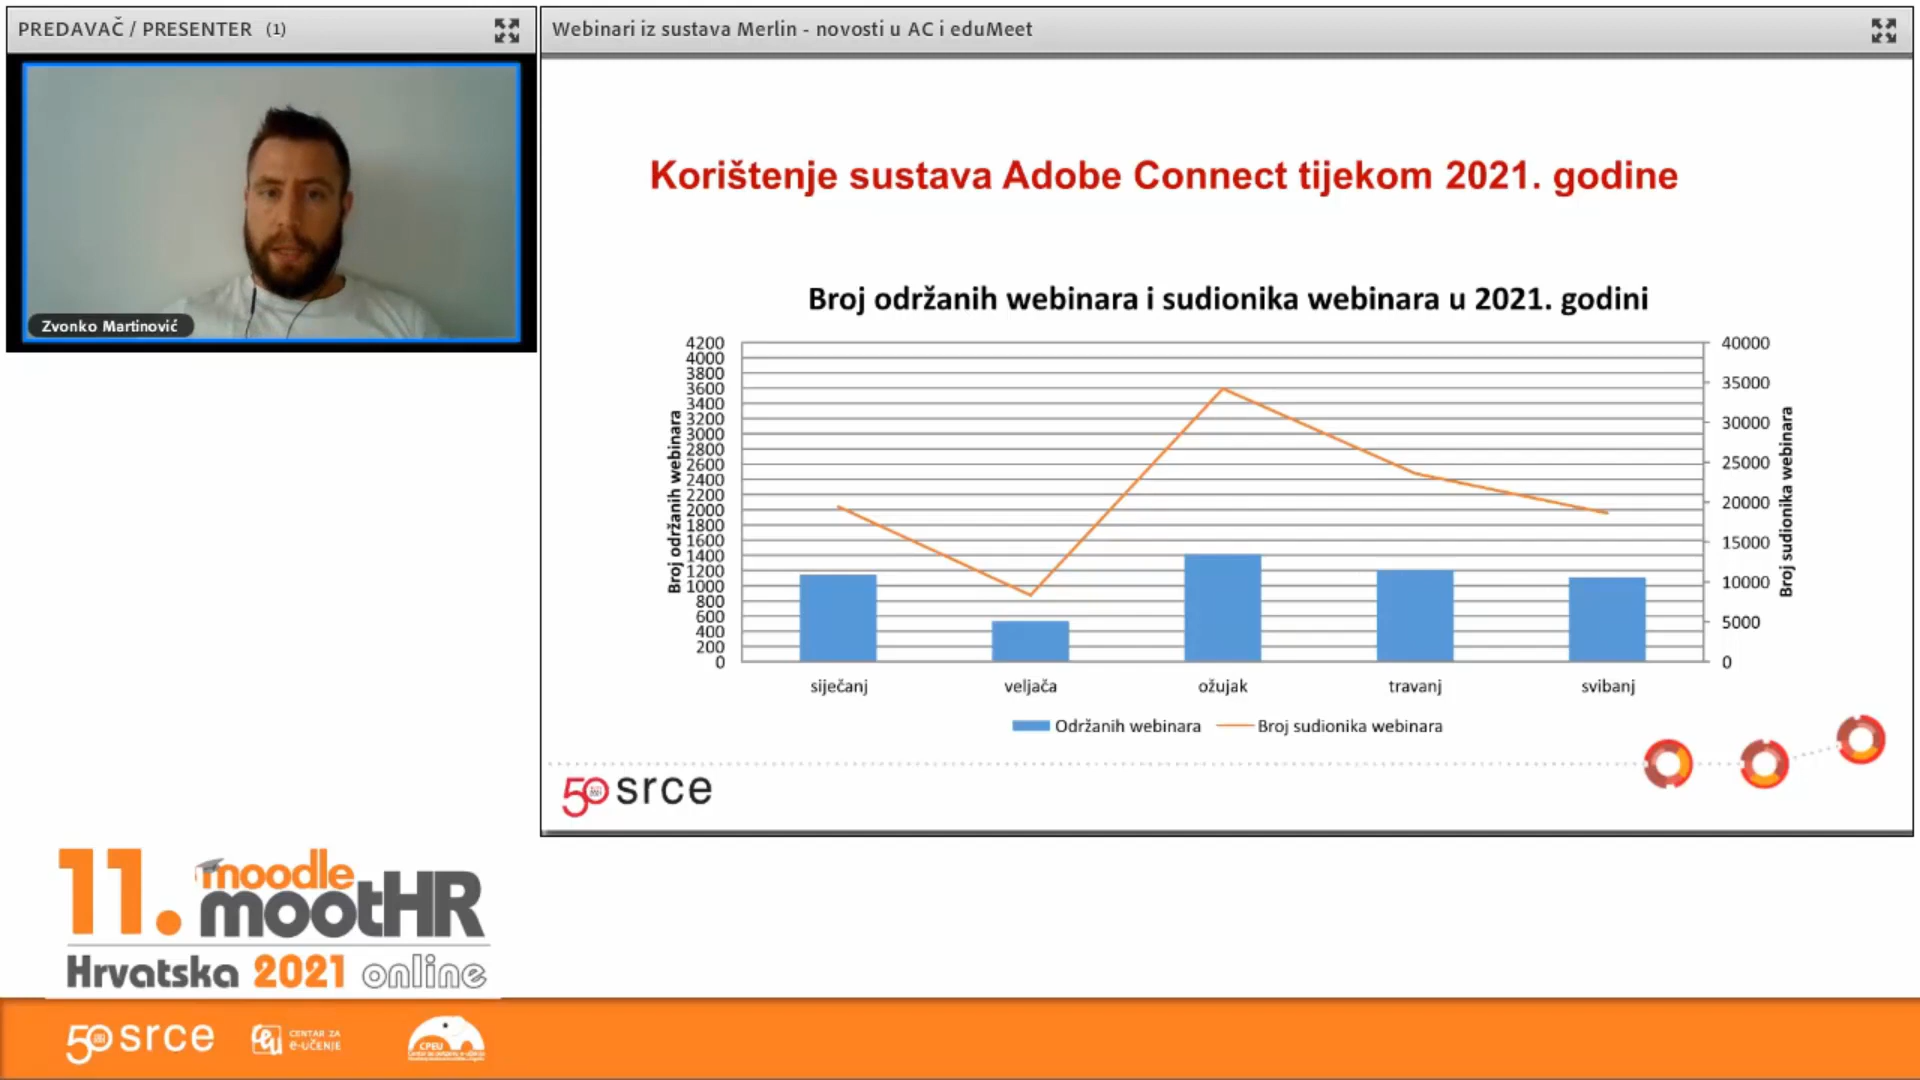 PREDAVAČ / PRESENTER (1)
Zvonko Martinović
Webinari iz sustava Merlin - novosti u AC i eduMeet
Korištenje sustava Adobe Connect tijekom 2021. godine
Broj održanih webinara i sudionika webinara u 2021. godini
Broj održanih webinara
4200
4000
3800
3600
3400
3200
3000
2800
2600
2400
2200
2000
1800
1600
1400
1200
1000
800
600
400
200
0
40000
35000
30000
25000
20000
15000
10000
5000
0
Broj sudionika webinara
siječanj veljača ožujak travanj svibanj
Održanih webinara Broj sudionika webinara
50 srce
11. moodle
mootHR
Hrvatska 2021 online
50 srce
CENTAR ZA
e-UČENJE
CPEU